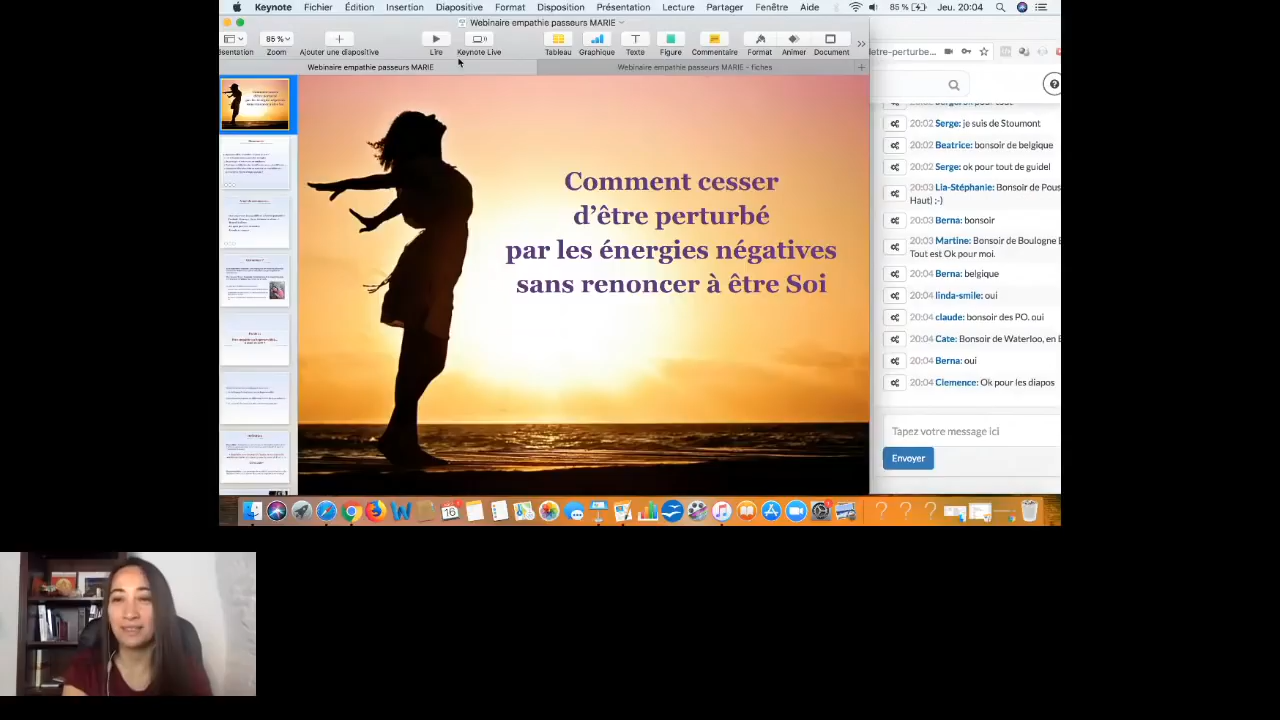 Keynote Fichier Édition Insertion Diapositive Format Disposition Présentation Lecture Partager Fenêtre Aide 85 % Jeu. 20:04
Webinaire empathie passeurs MARIE
85 %
Zoom Ajouter une diapositive Lire Keynote Live Tableau Graphique Texte Figure Commentaire Format Animer Document
Webinaire empathie passeurs MARIE Webinaire empathie passeurs MARIE - fiches
etre-perturbe...
Comment cesser
d'être perturbé
par les énergies négatives
sans renoncer à être Soi
20:02 Serge: je suis de Stoumont
20:02 Beatrice: bonsoir de belgique
20:02 Serge: ok pour tout de guidel
20:03 Lia-Stéphanie: Bonsoir de Pous
Haut) ;-)
20:03 Berna: bonsoir
20:03 Martine: Bonsoir de Boulogne
Tout est Ok pour moi.
20:04 Berna: belgique
20:04 linda-smile: oui
20:04 claude: bonsoir des PO. oui
20:04 Cate: Bonsoir de Waterloo, en
20:04 Berna: oui
20:04 Clemence: Ok pour les diapos
Tapez votre message ici
Envoyer